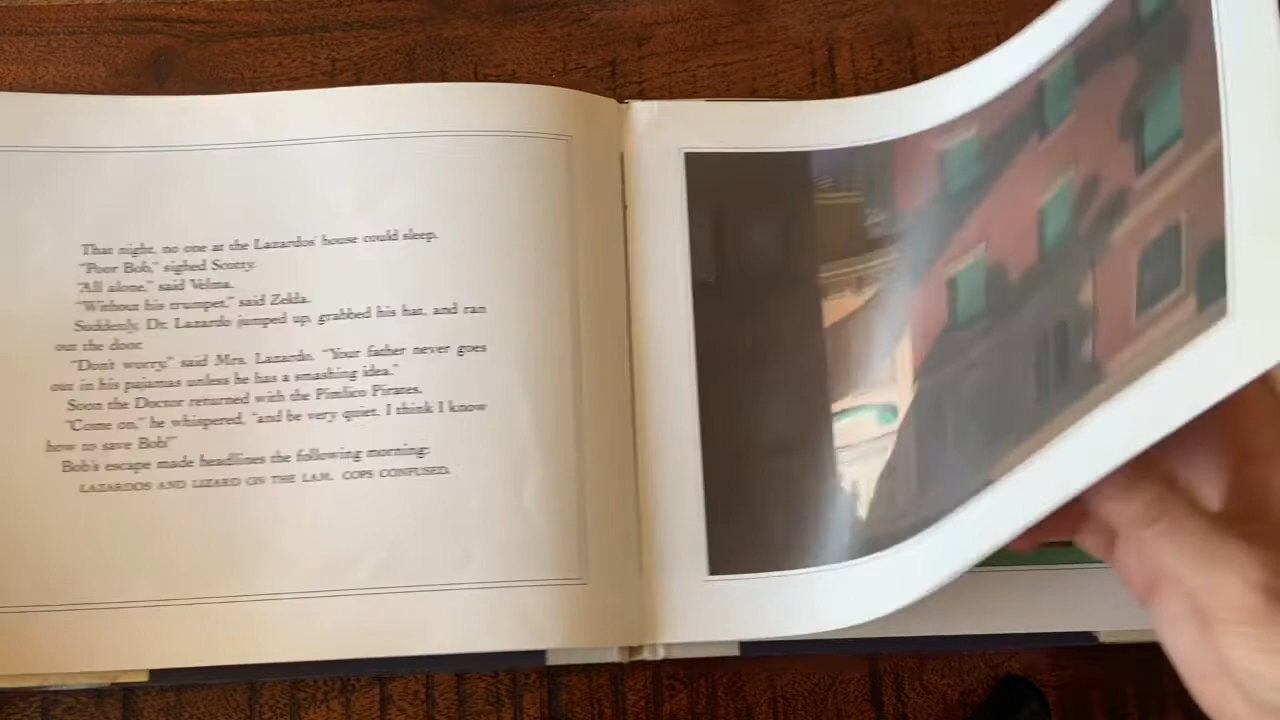 That night, no one at the Lazardos' house could sleep.
"Poor Bob," sighed Scotty.
"All alone," said Velma.
"Without his trumpet," said Zelda.
Suddenly, Dr. Lazardo jumped up, grabbed his hat, and ran
out the door.
"Don't worry," said Mrs. Lazardo. "Your father never goes
out in his pajamas unless he has a smashing idea."
Soon the Doctor returned with the Pimlico Pirates.
"Come on," he whispered, "and be very quiet. I think I know
how to save Bob!"
Bob's escape made headlines the following morning:
LAZARDOS AND LIZARD ON THE LAM. COPS CONFUSED.